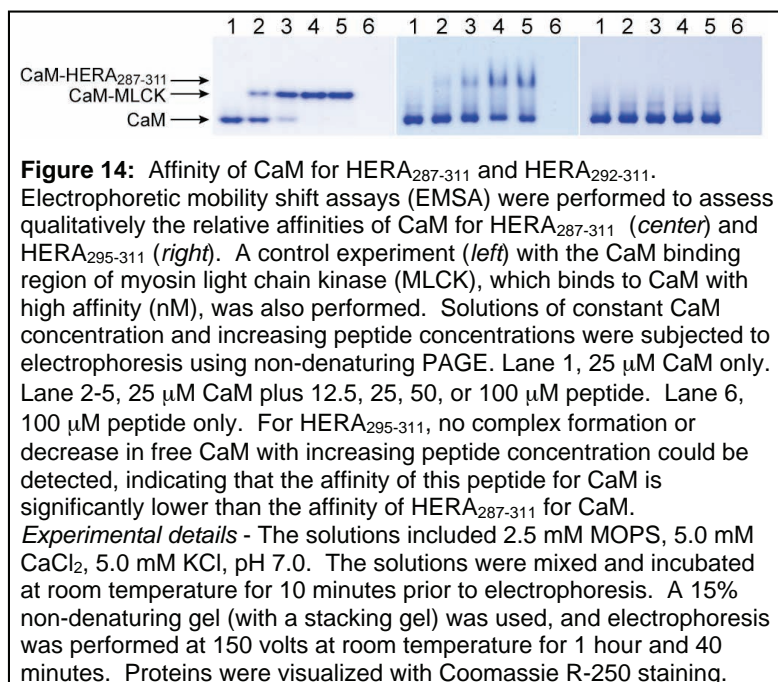 1 2 3 4 5 6 1 2 3 4 5 6 1 2 3 4 5 6
CaM-HERA287-311
CaM-MLCK
CaM
Figure 14: Affinity of CaM for HERA287-311 and HERA292-311.
Electrophoretic mobility shift assays (EMSA) were performed to assess
qualitatively the relative affinities of CaM for HERA287-311 (center) and
HERA295-311 (right). A control experiment (left) with the CaM binding
region of myosin light chain kinase (MLCK), which binds to CaM with
high affinity (nM), was also performed. Solutions of constant CaM
concentration and increasing peptide concentrations were subjected to
electrophoresis using non-denaturing PAGE. Lane 1, 25 μM CaM only.
Lane 2-5, 25 μM CaM plus 12.5, 25, 50, or 100 μM peptide. Lane 6,
100 μM peptide only. For HERA295-311, no complex formation or
decrease in free CaM with increasing peptide concentration could be
detected, indicating that the affinity of this peptide for CaM is
significantly lower than the affinity of HERA287-311 for CaM.
Experimental details - The solutions included 2.5 mM MOPS, 5.0 mM
CaCl2, 5.0 mM KCl, pH 7.0. The solutions were mixed and incubated
at room temperature for 10 minutes prior to electrophoresis. A 15%
non-denaturing gel (with a stacking gel) was used, and electrophoresis
was performed at 150 volts at room temperature for 1 hour and 40
minutes. Proteins were visualized with Coomassie R-250 staining.